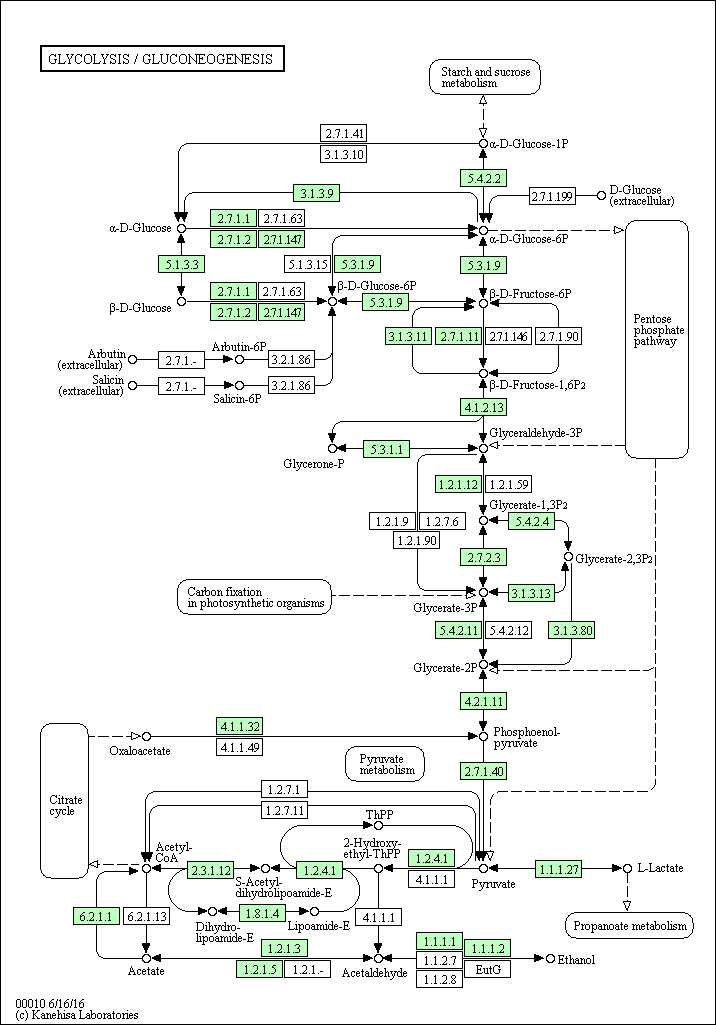 GLYCOLYSIS / GLUCONEOGENESIS
Starch and sucrose
metabolism
2.7.1.41
3.1.3.10
α-D-Glucose-1P
5.4.2.2
3.1.3.9
2.7.1.199
D-Glucose
(extracellular)
α-D-Glucose
2.7.1.1
2.7.1.63
2.7.1.2
2.7.1.147
α-D-Glucose-6P
5.1.3.3
5.1.3.15
5.3.1.9
5.3.1.9
β-D-Glucose
2.7.1.1
2.7.1.63
2.7.1.2
2.7.1.147
β-D-Glucose-6P
5.3.1.9
β-D-Fructose-6P
Pentose
phosphate
pathway
3.1.3.11
2.7.1.11
2.7.1.146
2.7.1.90
Arbutin
(extracellular)
2.7.1.-
Arbutin-6P
3.2.1.86
Salicin
(extracellular)
2.7.1.-
Salicin-6P
3.2.1.86
β-D-Fructose-1,6P2
4.1.2.13
Glyceraldehyde-3P
Glycerone-P
5.3.1.1
1.2.1.12
1.2.1.59
Glycerate-1,3P2
1.2.1.9
1.2.7.6
1.2.1.90
5.4.2.4
2.7.2.3
Glycerate-2,3P2
Carbon fixation
in photosynthetic organisms
Glycerate-3P
3.1.3.13
5.4.2.11
5.4.2.12
3.1.3.80
Glycerate-2P
4.2.1.11
Oxaloacetate
4.1.1.32
4.1.1.49
Phosphoenol-
pyruvate
Citrate
cycle
Pyruvate
metabolism
2.7.1.40
1.2.7.1
1.2.7.11
ThPP
Acetyl-
CoA
2.3.1.12
S-Acetyl-
dihydrolipoamide-E
1.2.4.1
2-Hydroxy-
ethyl-ThPP
1.2.4.1
4.1.1.1
Pyruvate
1.1.1.27
L-Lactate
6.2.1.1
6.2.1.13
Dihydro-
lipoamide-E
1.8.1.4
Lipoamide-E
4.1.1.1
Propanoate metabolism
Acetate
1.2.1.3
1.2.1.5
1.2.1.-
Acetaldehyde
1.1.1.1
1.1.1.2
1.1.2.7
1.1.2.8
EutG
Ethanol
00010 6/16/16
(c) Kanehisa Laboratories